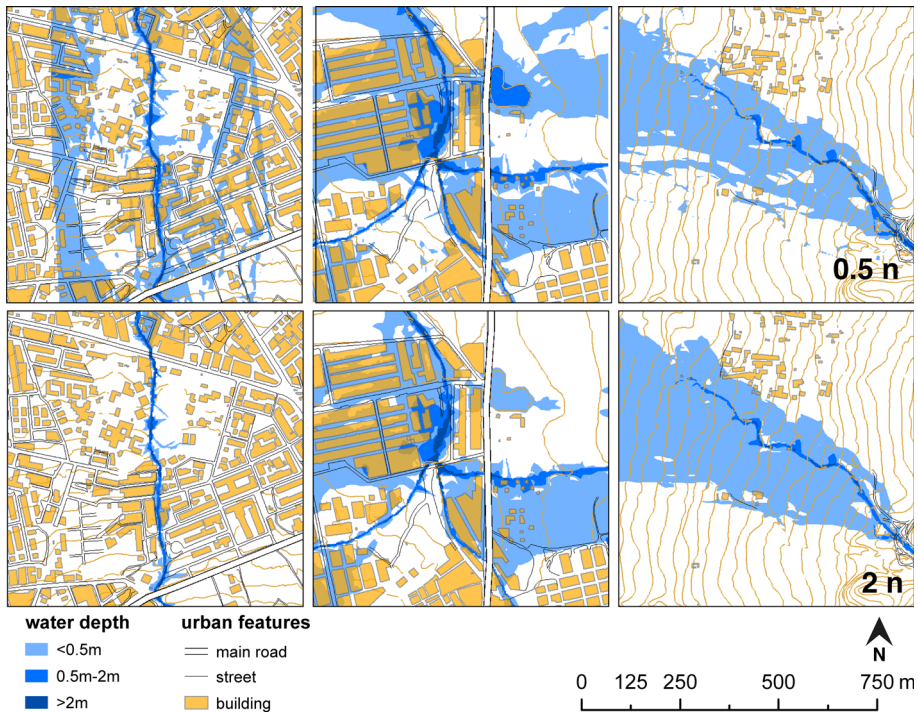 0.5 n
2 n
water depth
<0.5m
0.5m-2m
>2m
urban features
main road
street
building
N
0 125 250 500 750 m